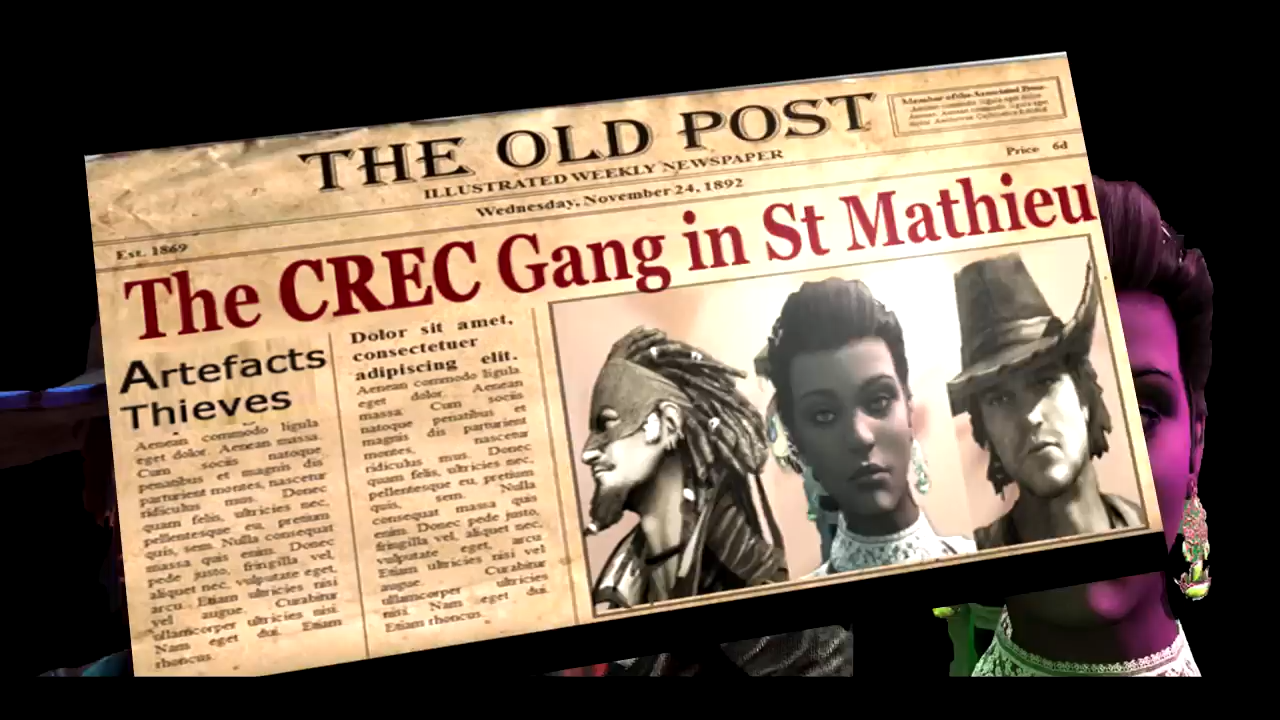 THE OLD POST
ILLUSTRATED WEEKLY NEWSPAPER
Wednesday, November 24, 1892
Price 6d
Est. 1869
The CREC Gang in St Mathieu
Artefacts
Thieves
Aenean commodo ligula
eget dolor. Aenean massa.
Cum sociis natoque
penatibus et magnis dis
parturient montes, nascetur
ridiculus mus. Donec
quam felis, ultricies nec,
pellentesque eu, pretium
quis, sem. Nulla consequat
massa quis enim. Donec
pede justo, fringilla vel,
aliquet nec, vulputate eget,
arcu. Etiam ultricies nisi
vel augue. Curabitur
ullamcorper ultricies nisi.
Nam eget dui. Etiam
rhoncus.
Dolor sit amet,
consectetuer
adipiscing elit.
Aenean commodo ligula
eget dolor. Aenean
massa. Cum sociis
natoque penatibus et
magnis dis parturient
montes, nascetur
ridiculus mus. Donec
quam felis, ultricies nec,
pellentesque eu, pretium
quis, sem. Nulla
consequat massa quis
enim. Donec pede justo,
fringilla vel, aliquet nec,
vulputate eget, arcu.
Etiam ultricies nisi vel
augue. Curabitur
ullamcorper ultricies
nisi. Nam eget dui.
Etiam rhoncus.